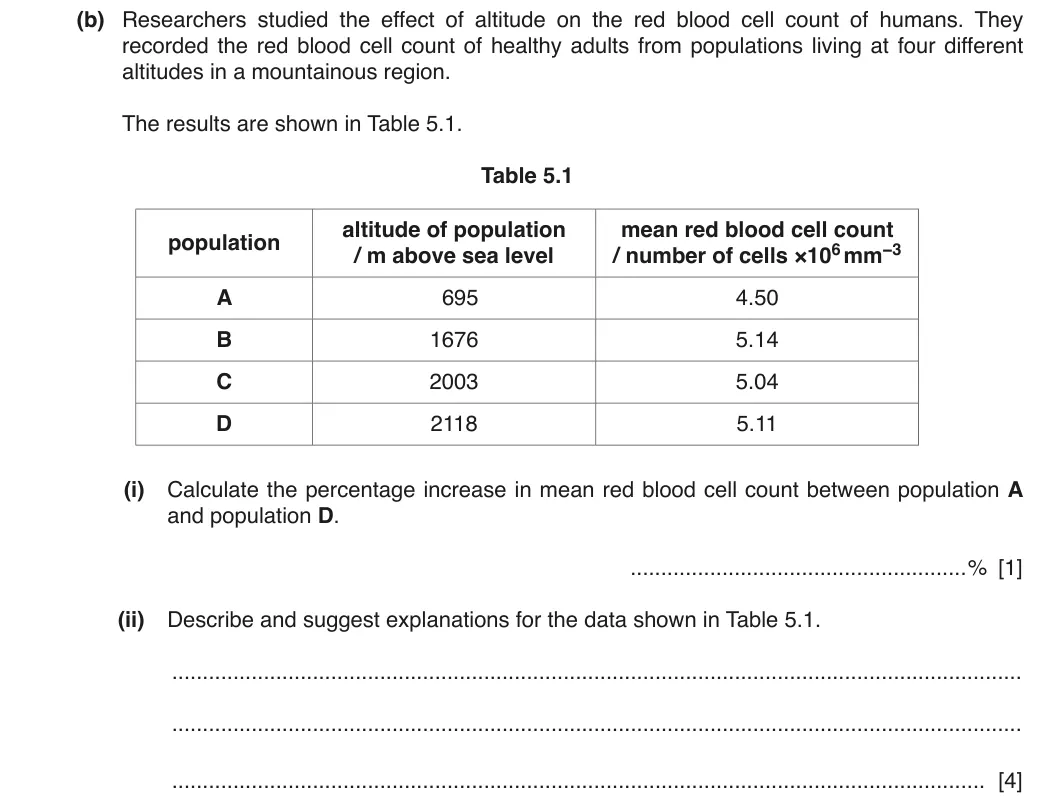 (b) Researchers studied the effect of altitude on the red blood cell count of humans. They
recorded the red blood cell count of healthy adults from populations living at four different
altitudes in a mountainous region.
The results are shown in Table 5.1.
Table 5.1
population altitude of population / m above sea level mean red blood cell count / number of cells ×10⁶ mm⁻³
A 695 4.50
B 1676 5.14
C 2003 5.04
D 2118 5.11
(i) Calculate the percentage increase in mean red blood cell count between population A
and population D.
........................................................% [1]
(ii) Describe and suggest explanations for the data shown in Table 5.1.
..............................................................................................................................................
..............................................................................................................................................
....................................................................................................................................... [4]